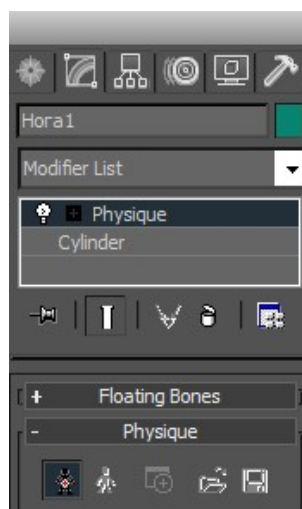 Hora1
Modifier List
Physique
Cylinder
+ Floating Bones
- Physique